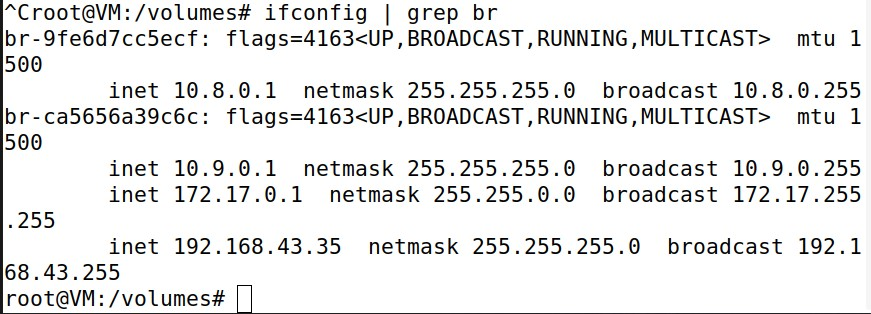 ^Croot@VM:/volumes# ifconfig | grep br
br-9fe6d7cc5ecf: flags=4163<UP,BROADCAST,RUNNING,MULTICAST>  mtu 1
500
        inet 10.8.0.1  netmask 255.255.255.0  broadcast 10.8.0.255
br-ca5656a39c6c: flags=4163<UP,BROADCAST,RUNNING,MULTICAST>  mtu 1
500
        inet 10.9.0.1  netmask 255.255.255.0  broadcast 10.9.0.255
        inet 172.17.0.1  netmask 255.255.0.0  broadcast 172.17.255
.255
        inet 192.168.43.35  netmask 255.255.255.0  broadcast 192.1
68.43.255
root@VM:/volumes#